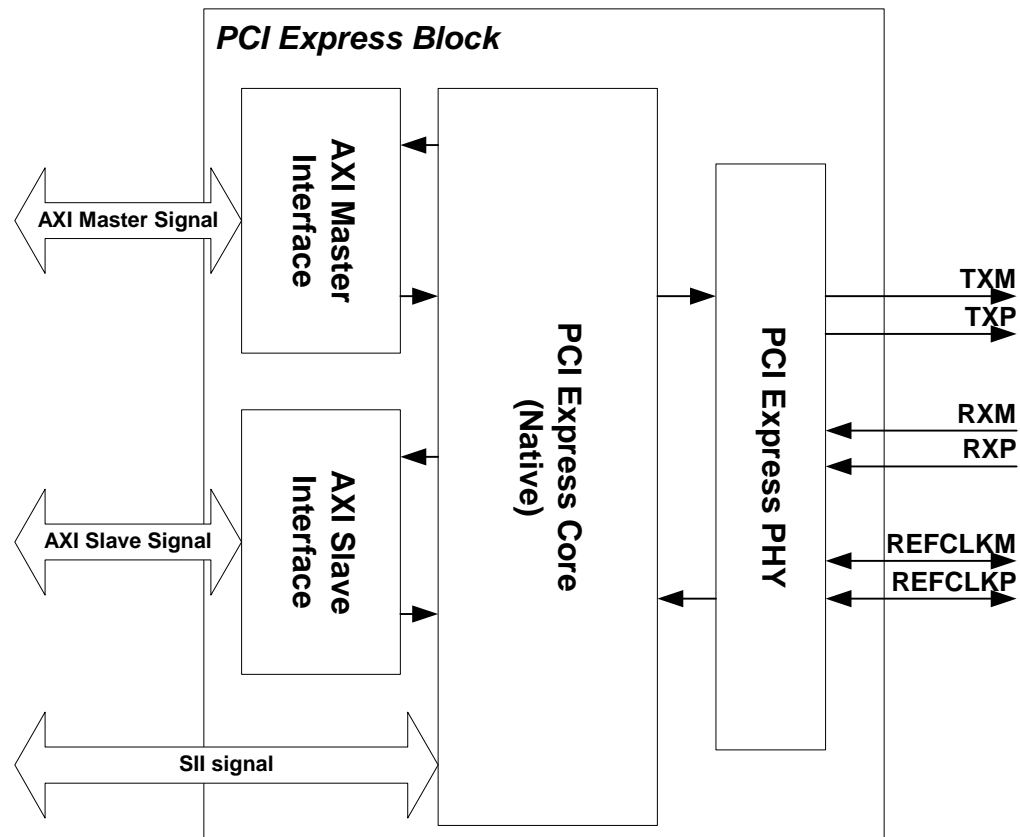 PCI Express Block
AXI Master
Interface
AXI Master Signal
AXI Slave
Interface
AXI Slave Signal
SII signal
PCI Express Core
(Native)
PCI Express PHY
TXM
TXP
RXM
RXP
REFCLKM
REFCLKP